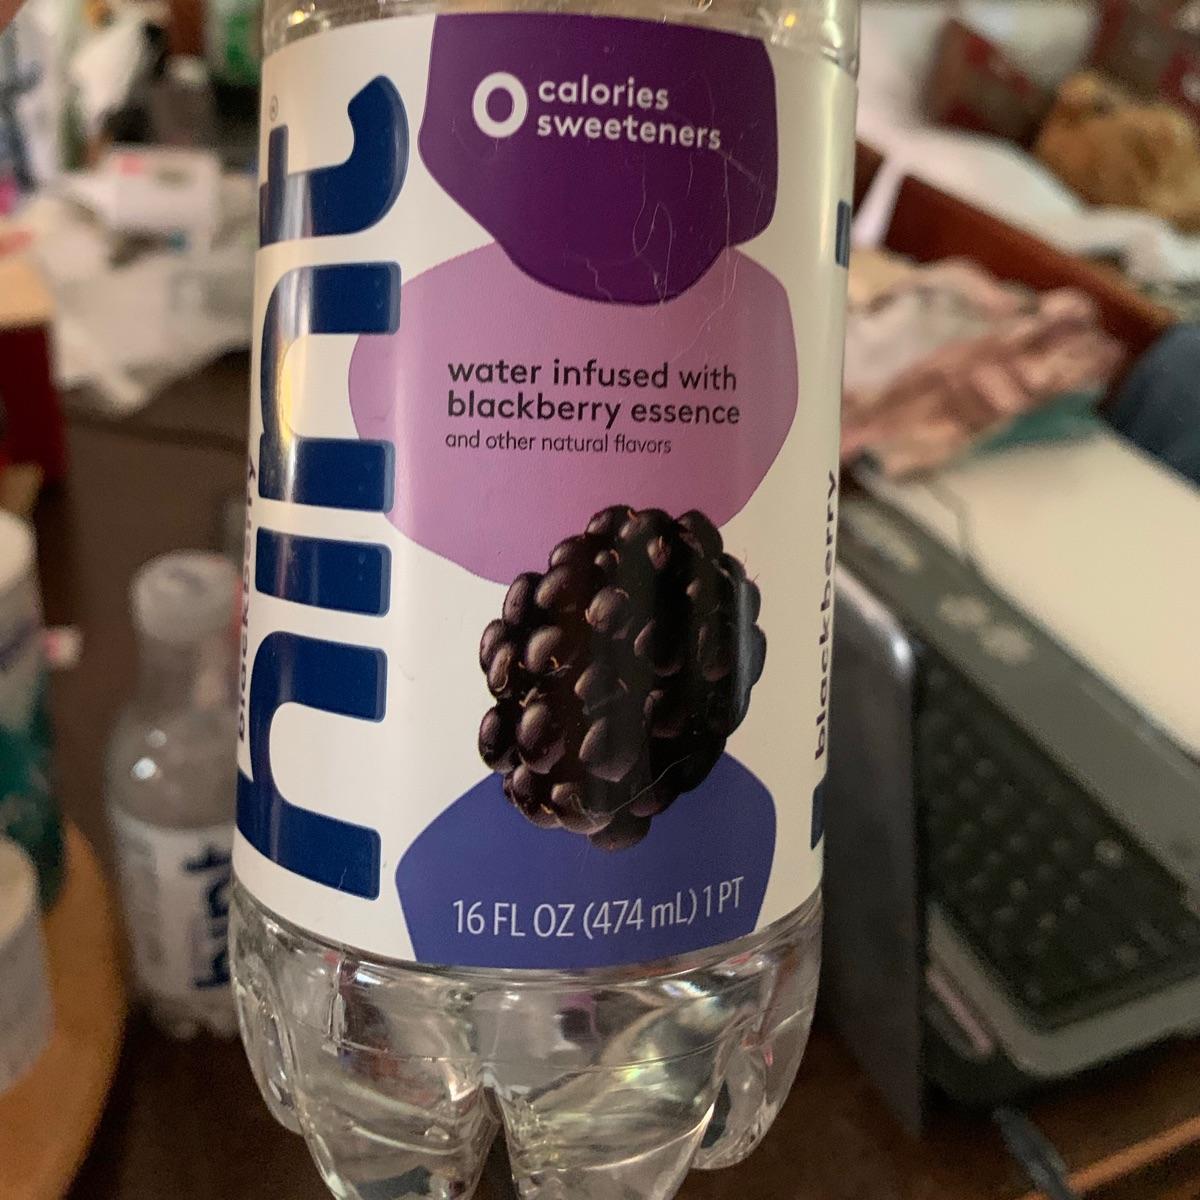 hint®
0 calories
sweeteners
water infused with
blackberry essence
and other natural flavors
16 FL OZ (474 mL) 1 PT
blackberry
blackberry
hint